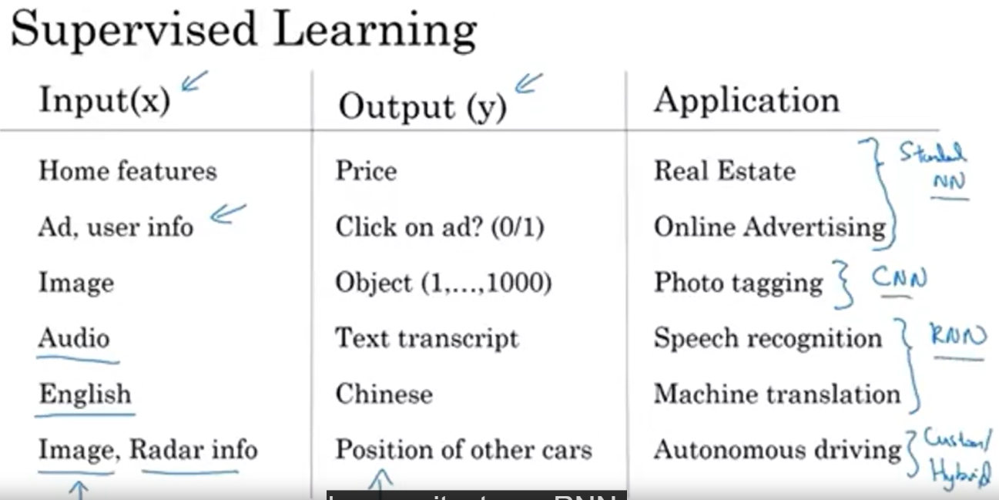 Supervised Learning
Input(x) Output (y) Application
Home features Price Real Estate Standard
NN
Ad, user info Click on ad? (0/1) Online Advertising
Image Object (1,...,1000) Photo tagging CNN
Audio Text transcript Speech recognition RNN
English Chinese Machine translation
Image, Radar info Position of other cars Autonomous driving Custom/
Hybrid
RNN